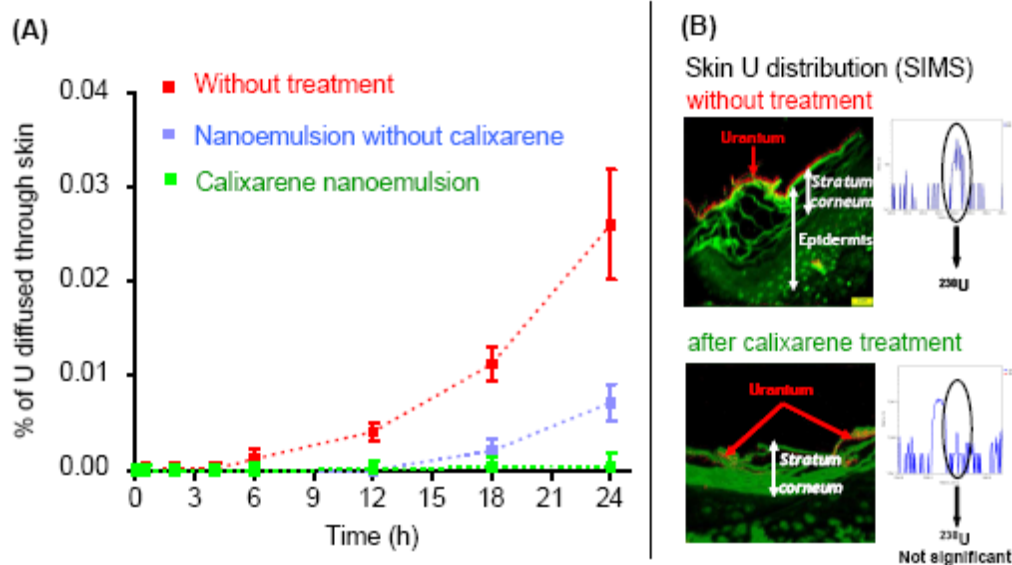 (A)
Without treatment
Nanoemulsion without calixarene
Calixarene nanoemulsion
% of U diffused through skin
0.04
0.03
0.02
0.01
0.00
0
3
6
9
12
15
18
21
24
Time (h)
(B)
Skin U distribution (SIMS)
without treatment
Uranium
Stratum
corneum
Epidermis
238U
after calixarene treatment
Uranium
Stratum
corneum
238U
Not significant